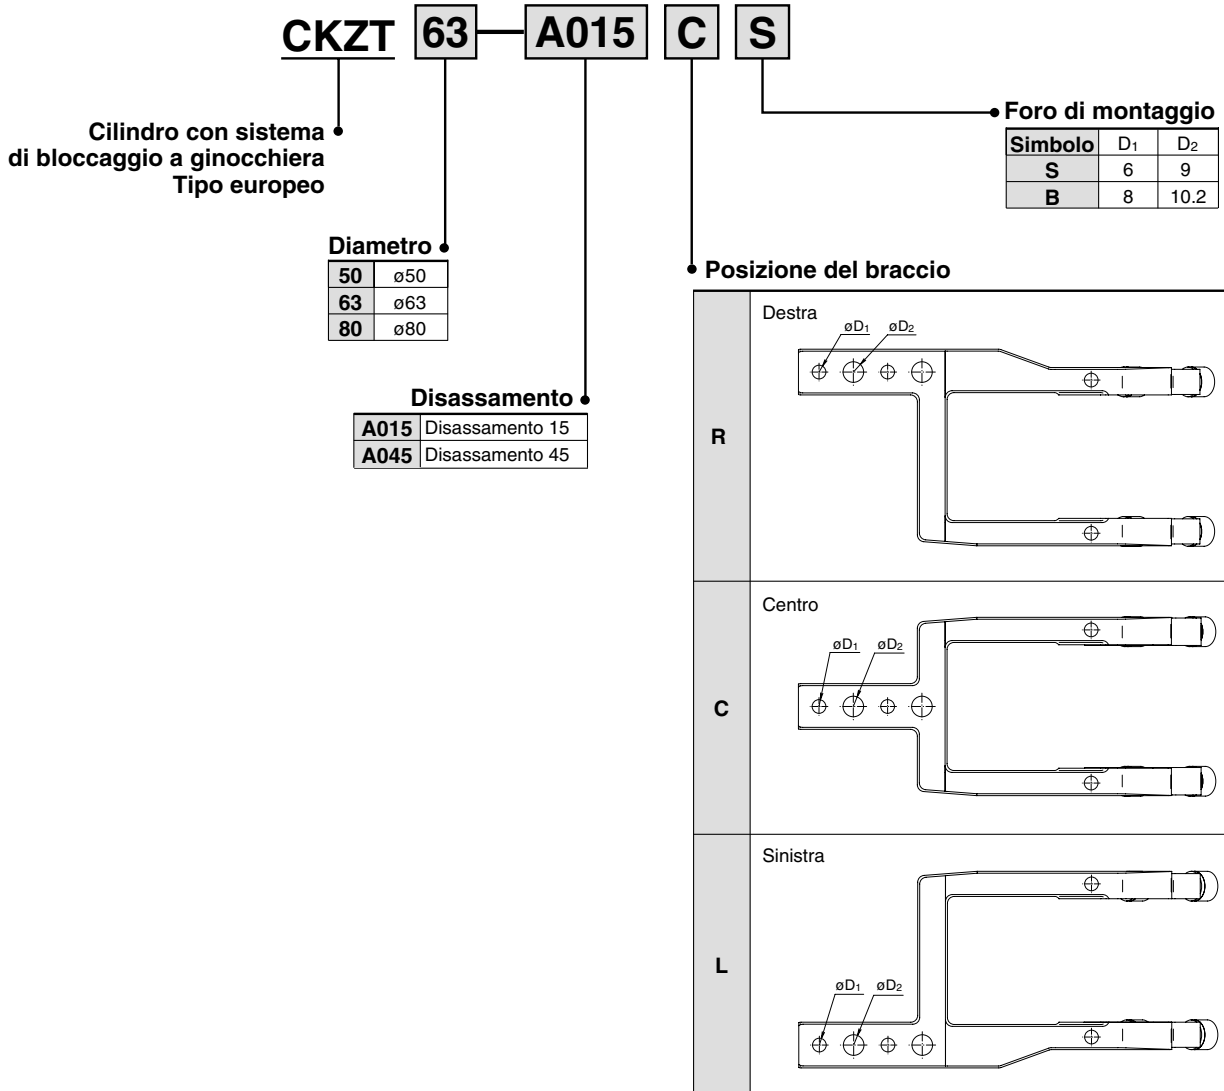 CKZT 63 A015 C S
Cilindro con sistema
di bloccaggio a ginocchiera
Tipo europeo
Foro di montaggio
Simbolo D1 D2
S 6 9
B 8 10.2
Diametro
50 ø50
63 ø63
80 ø80
Disassamento
A015 Disassamento 15
A045 Disassamento 45
Posizione del braccio
R
Destra
øD1 øD2
C
Centro
øD1 øD2
L
Sinistra
øD1 øD2